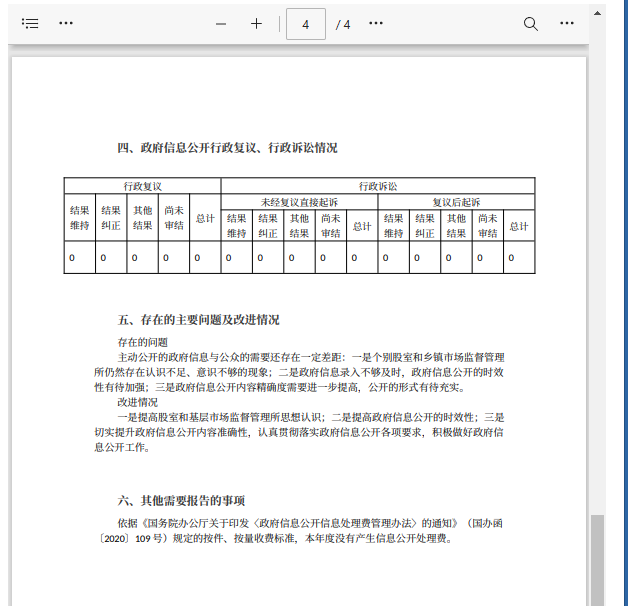 4 / 4
四、政府信息公开行政复议、行政诉讼情况
行政复议 行政诉讼
未经复议直接起诉 复议后起诉
结果维持 结果纠正 其他结果 尚未审结 总计 结果维持 结果纠正 其他结果 尚未审结 总计 结果维持 结果纠正 其他结果 尚未审结 总计
0 0 0 0 0 0 0 0 0 0 0 0 0 0 0
五、存在的主要问题及改进情况
存在的问题
主动公开的政府信息与公众的需要还存在一定差距：一是个别股室和乡镇市场监督管理
所仍然存在认识不足、意识不够的现象；二是政府信息录入不够及时，政府信息公开的时效
性有待加强；三是政府信息公开内容精确度需要进一步提高，公开的形式有待充实。
改进情况
一是提高股室和基层市场监督管理所思想认识；二是提高政府信息公开的时效性；三是
切实提升政府信息公开内容准确性，认真贯彻落实政府信息公开各项要求，积极做好政府信
息公开工作。
六、其他需要报告的事项
依据《国务院办公厅关于印发〈政府信息公开信息处理费管理办法〉的通知》（国办函
〔2020〕109 号）规定的按件、按量收费标准，本年度没有产生信息公开处理费。